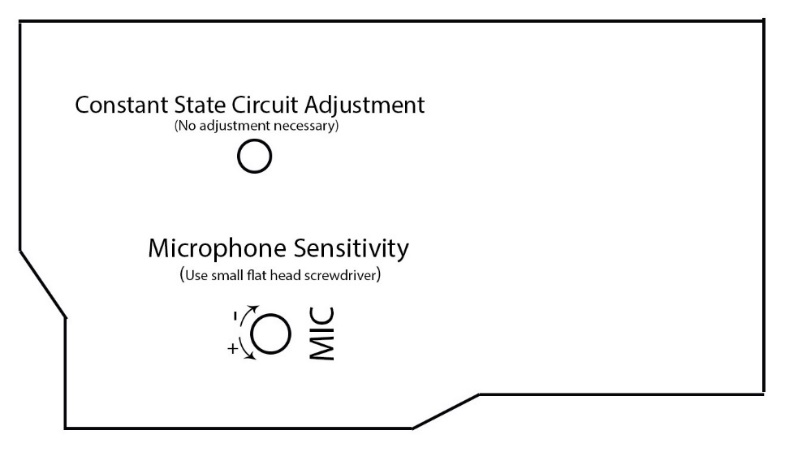 Constant State Circuit Adjustment
(No adjustment necessary)
Microphone Sensitivity
(Use small flat head screwdriver)
-
+
MIC